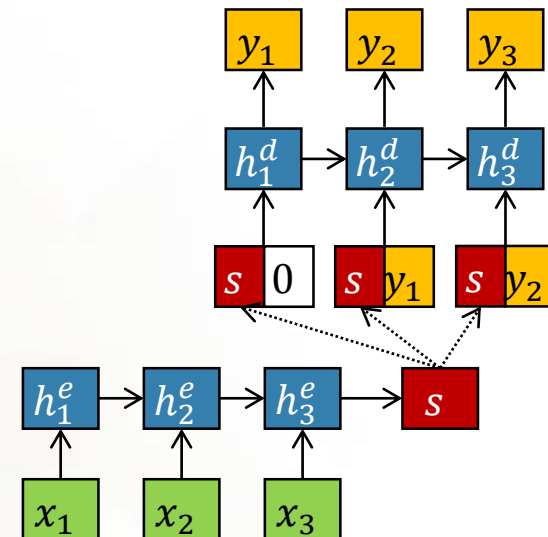 y₁ y₂ y₃
h₁ᵈ h₂ᵈ h₃ᵈ
s 0 s y₁ s y₂
h₁ᵉ h₂ᵉ h₃ᵉ s
x₁ x₂ x₃